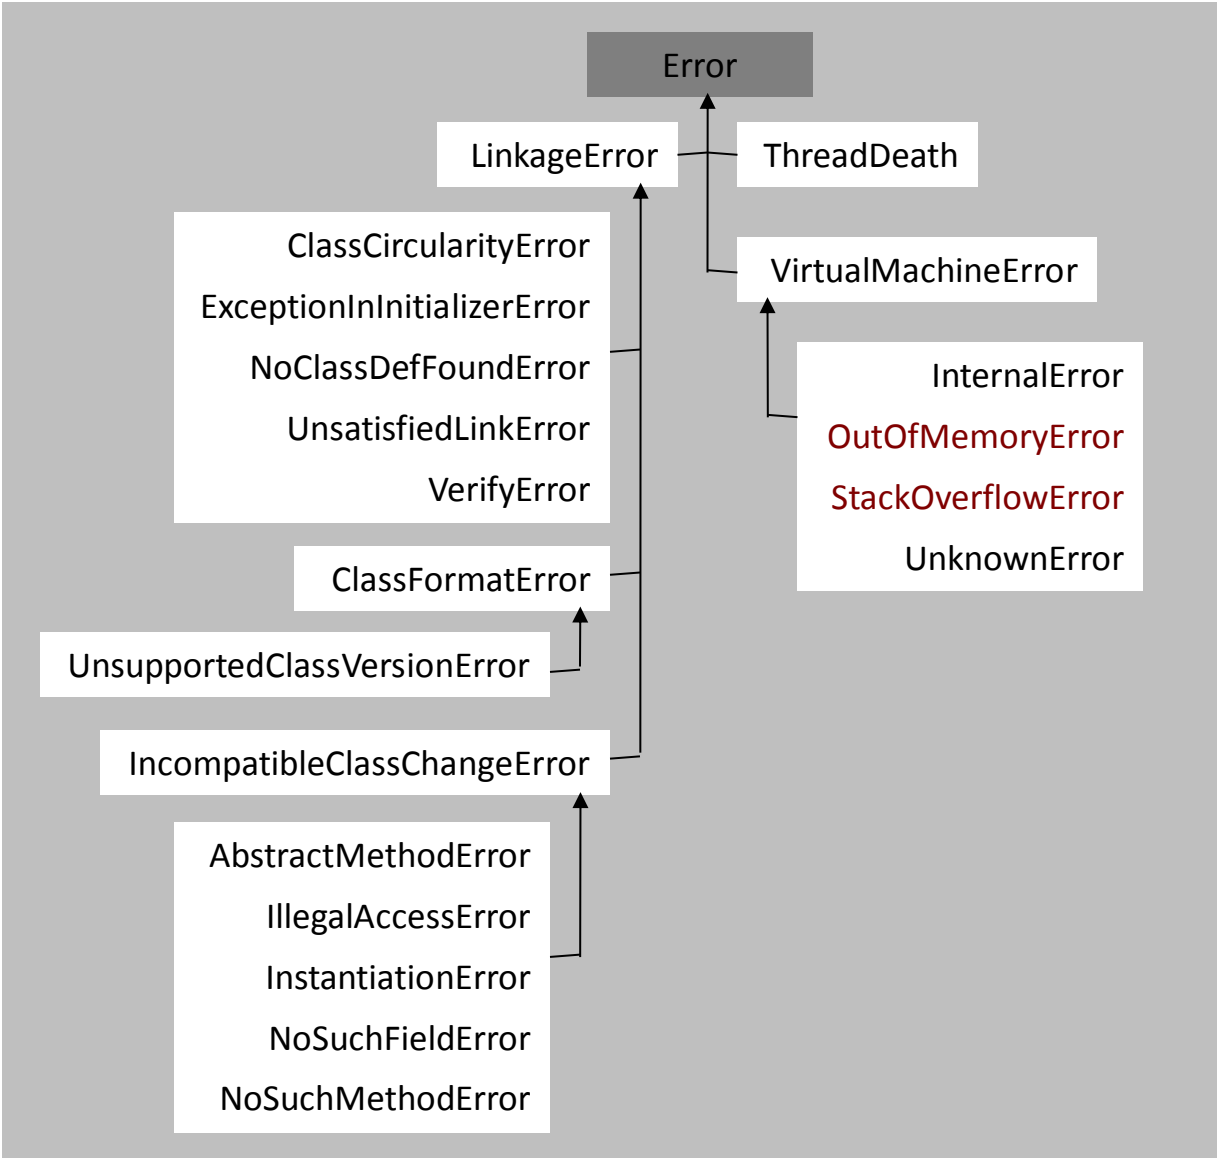 Error
LinkageError
ThreadDeath
ClassCircularityError
ExceptionInInitializerError
NoClassDefFoundError
UnsatisfiedLinkError
VerifyError
VirtualMachineError
InternalError
OutOfMemoryError
StackOverflowError
UnknownError
ClassFormatError
UnsupportedClassVersionError
IncompatibleClassChangeError
AbstractMethodError
IllegalAccessError
InstantiationError
NoSuchFieldError
NoSuchMethodError